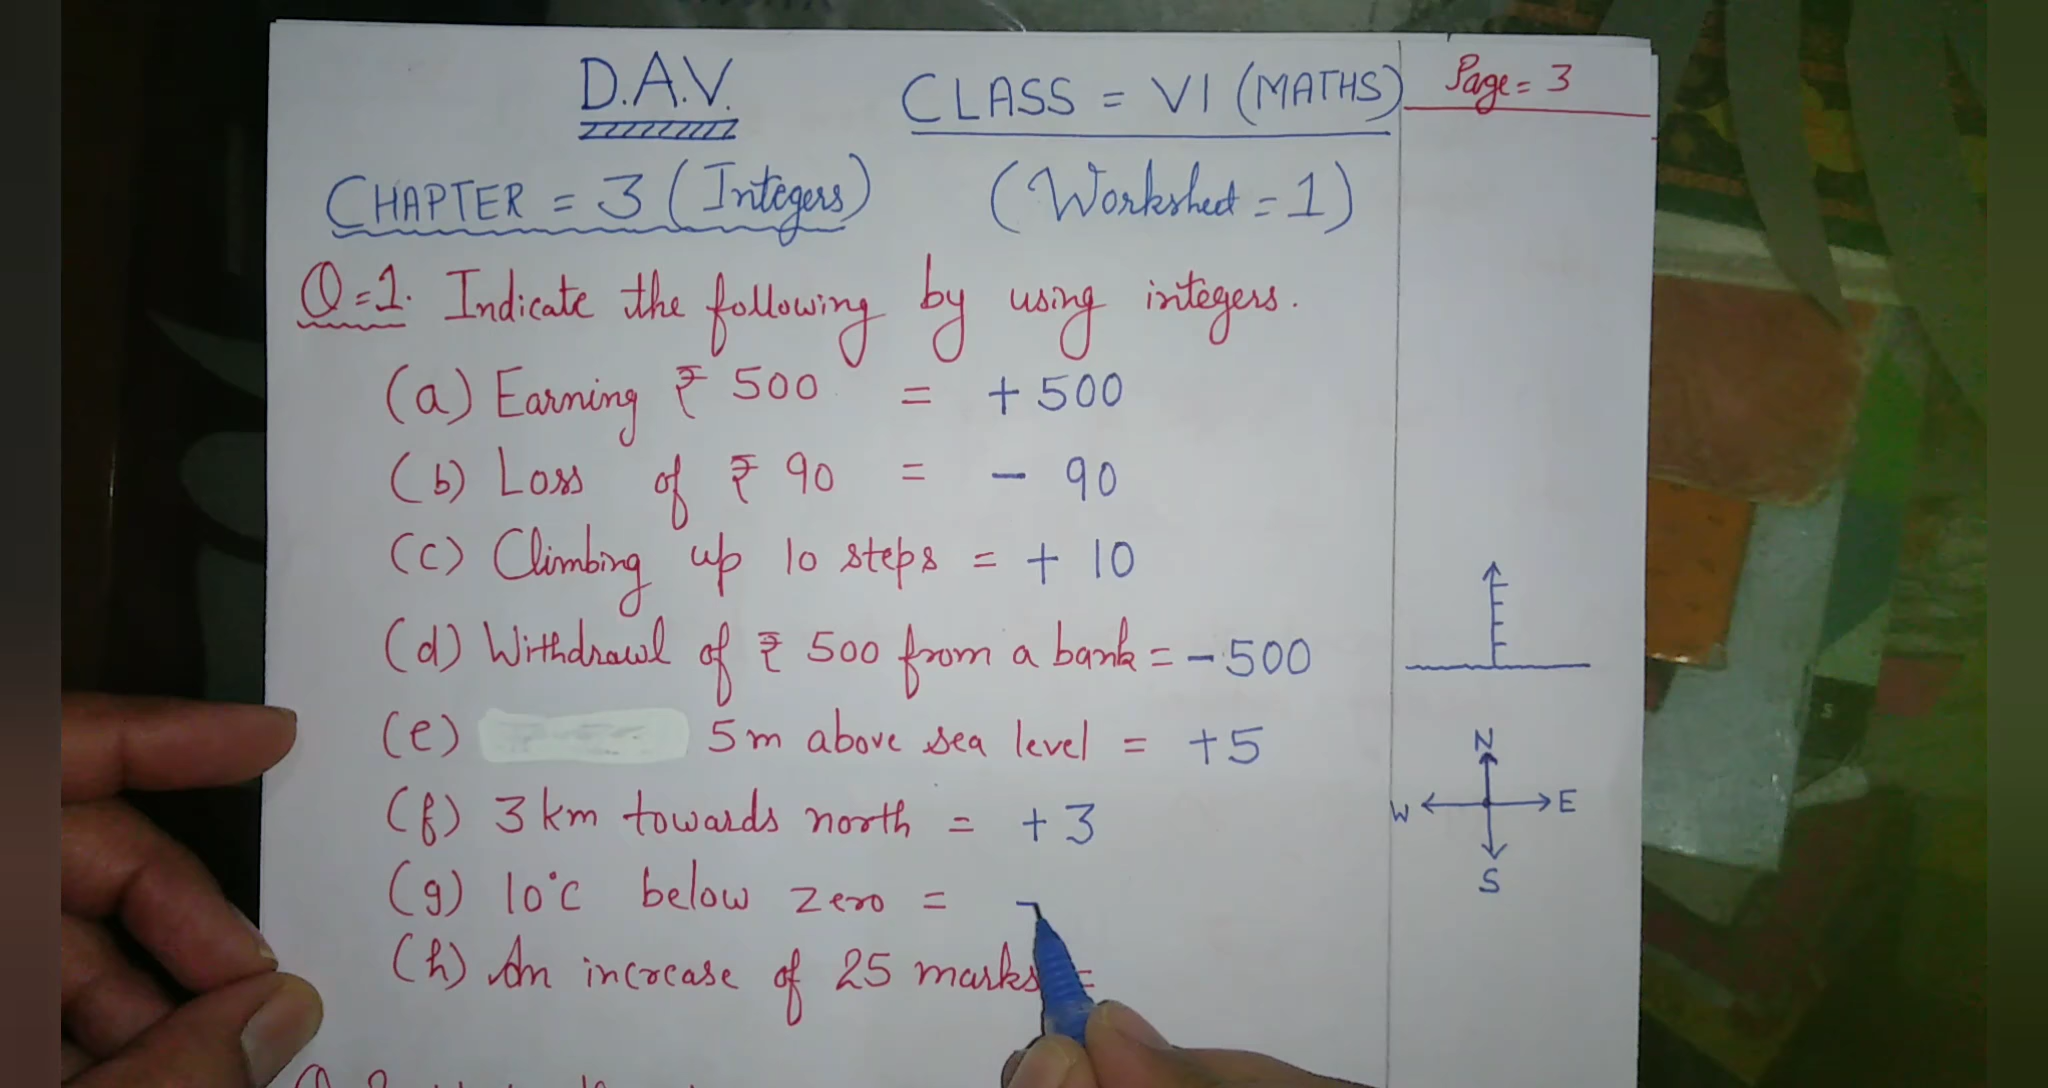 D.A.V. CLASS = VI (MATHS) Page = 3
CHAPTER = 3 (Integers) (Worksheet = 1)
Q=1. Indicate the following by using integers.
(a) Earning ₹ 500 = + 500
(b) Loss of ₹ 90 = - 90
(c) Climbing up 10 steps = + 10
(d) Withdrawl of ₹ 500 from a bank = - 500
(e) 5m above sea level = +5
(f) 3 km towards north = + 3
(g) 10°C below zero = -
(h) An increase of 25 marks =
N
W E
S